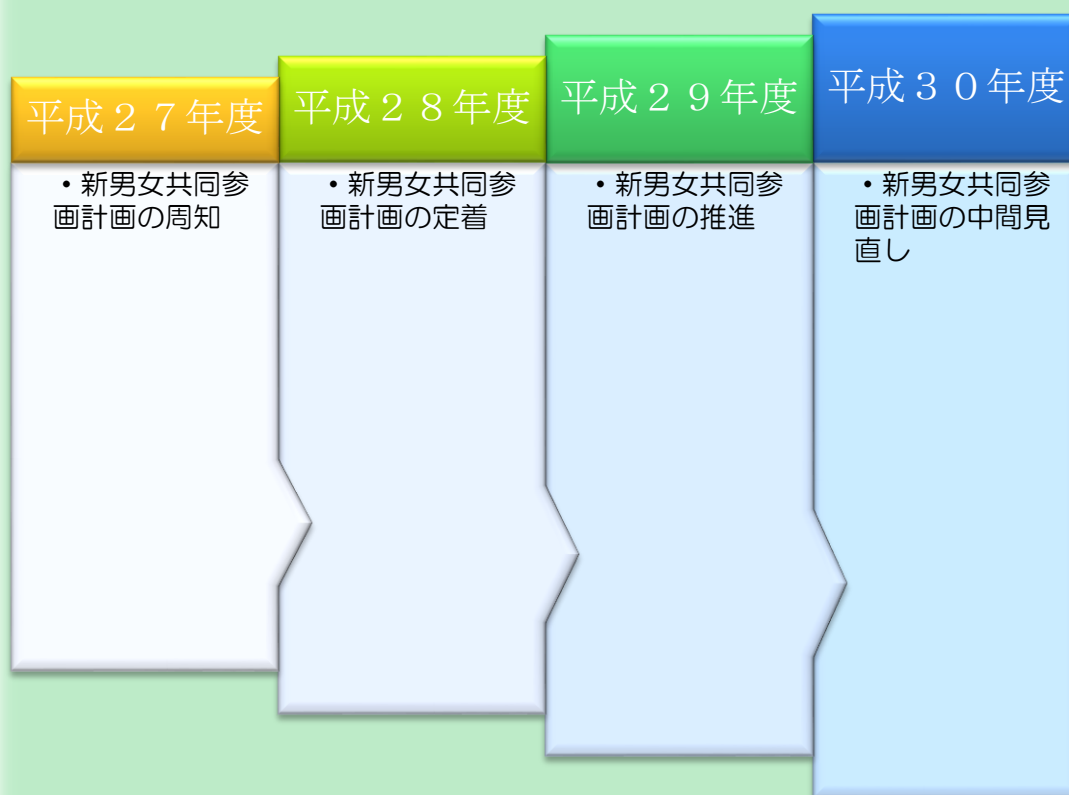 平成２７年度
・新男女共同参
画計画の周知
平成２８年度
・新男女共同参
画計画の定着
平成２９年度
・新男女共同参
画計画の推進
平成３０年度
・新男女共同参
画計画の中間見
直し